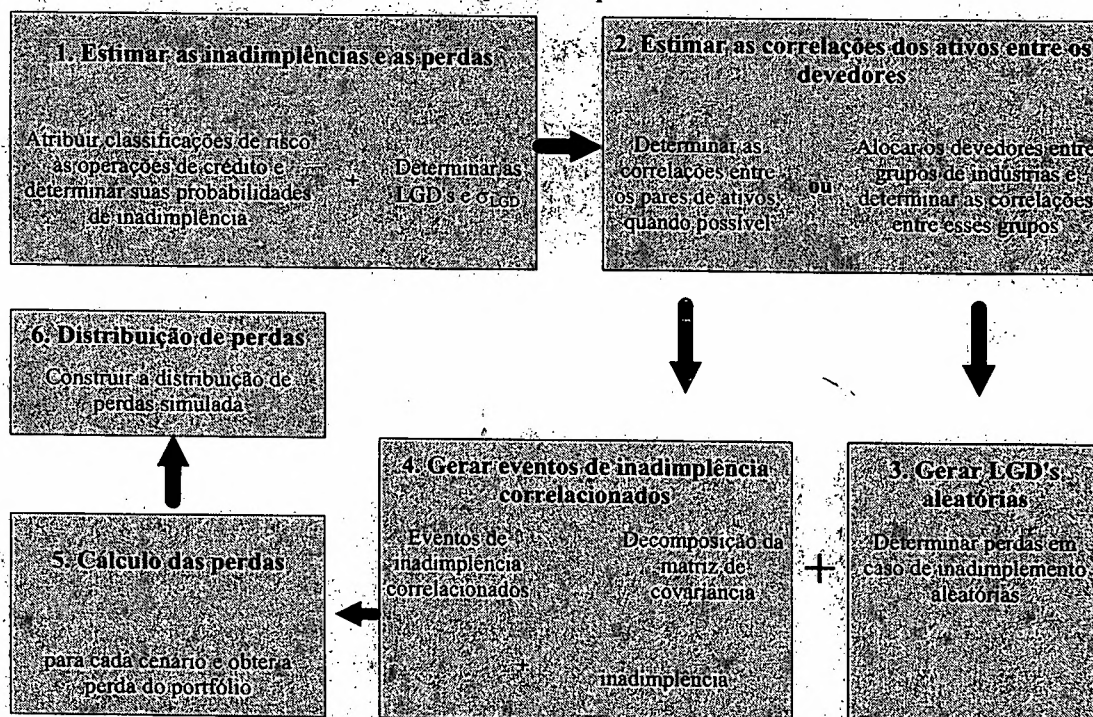 1. Estimar as inadimplências e as perdas
Atribuir classificações de risco
as operações de crédito e
determinar suas probabilidades
de inadimplência
+
Determinar as
LGD's e σLGD
2. Estimar as correlações dos ativos entre os
devedores
Determinar as
correlações entre
os pares de ativos,
quando possível
ou
Alocar os devedores entre
grupos de indústrias e
determinar as correlações
entre esses grupos
6. Distribuição de perdas
Construir a distribuição de
perdas simulada
4. Gerar eventos de inadimplência
correlacionados
Eventos de
inadimplência
correlacionados
Decomposição da
matriz de
covariância
+
inadimplência
+
3. Gerar LGD's
aleatórias
Determinar perdas em
caso de inadimplemento
aleatórias
5. Cálculo das perdas
para cada cenário e obter a
perda do portfólio